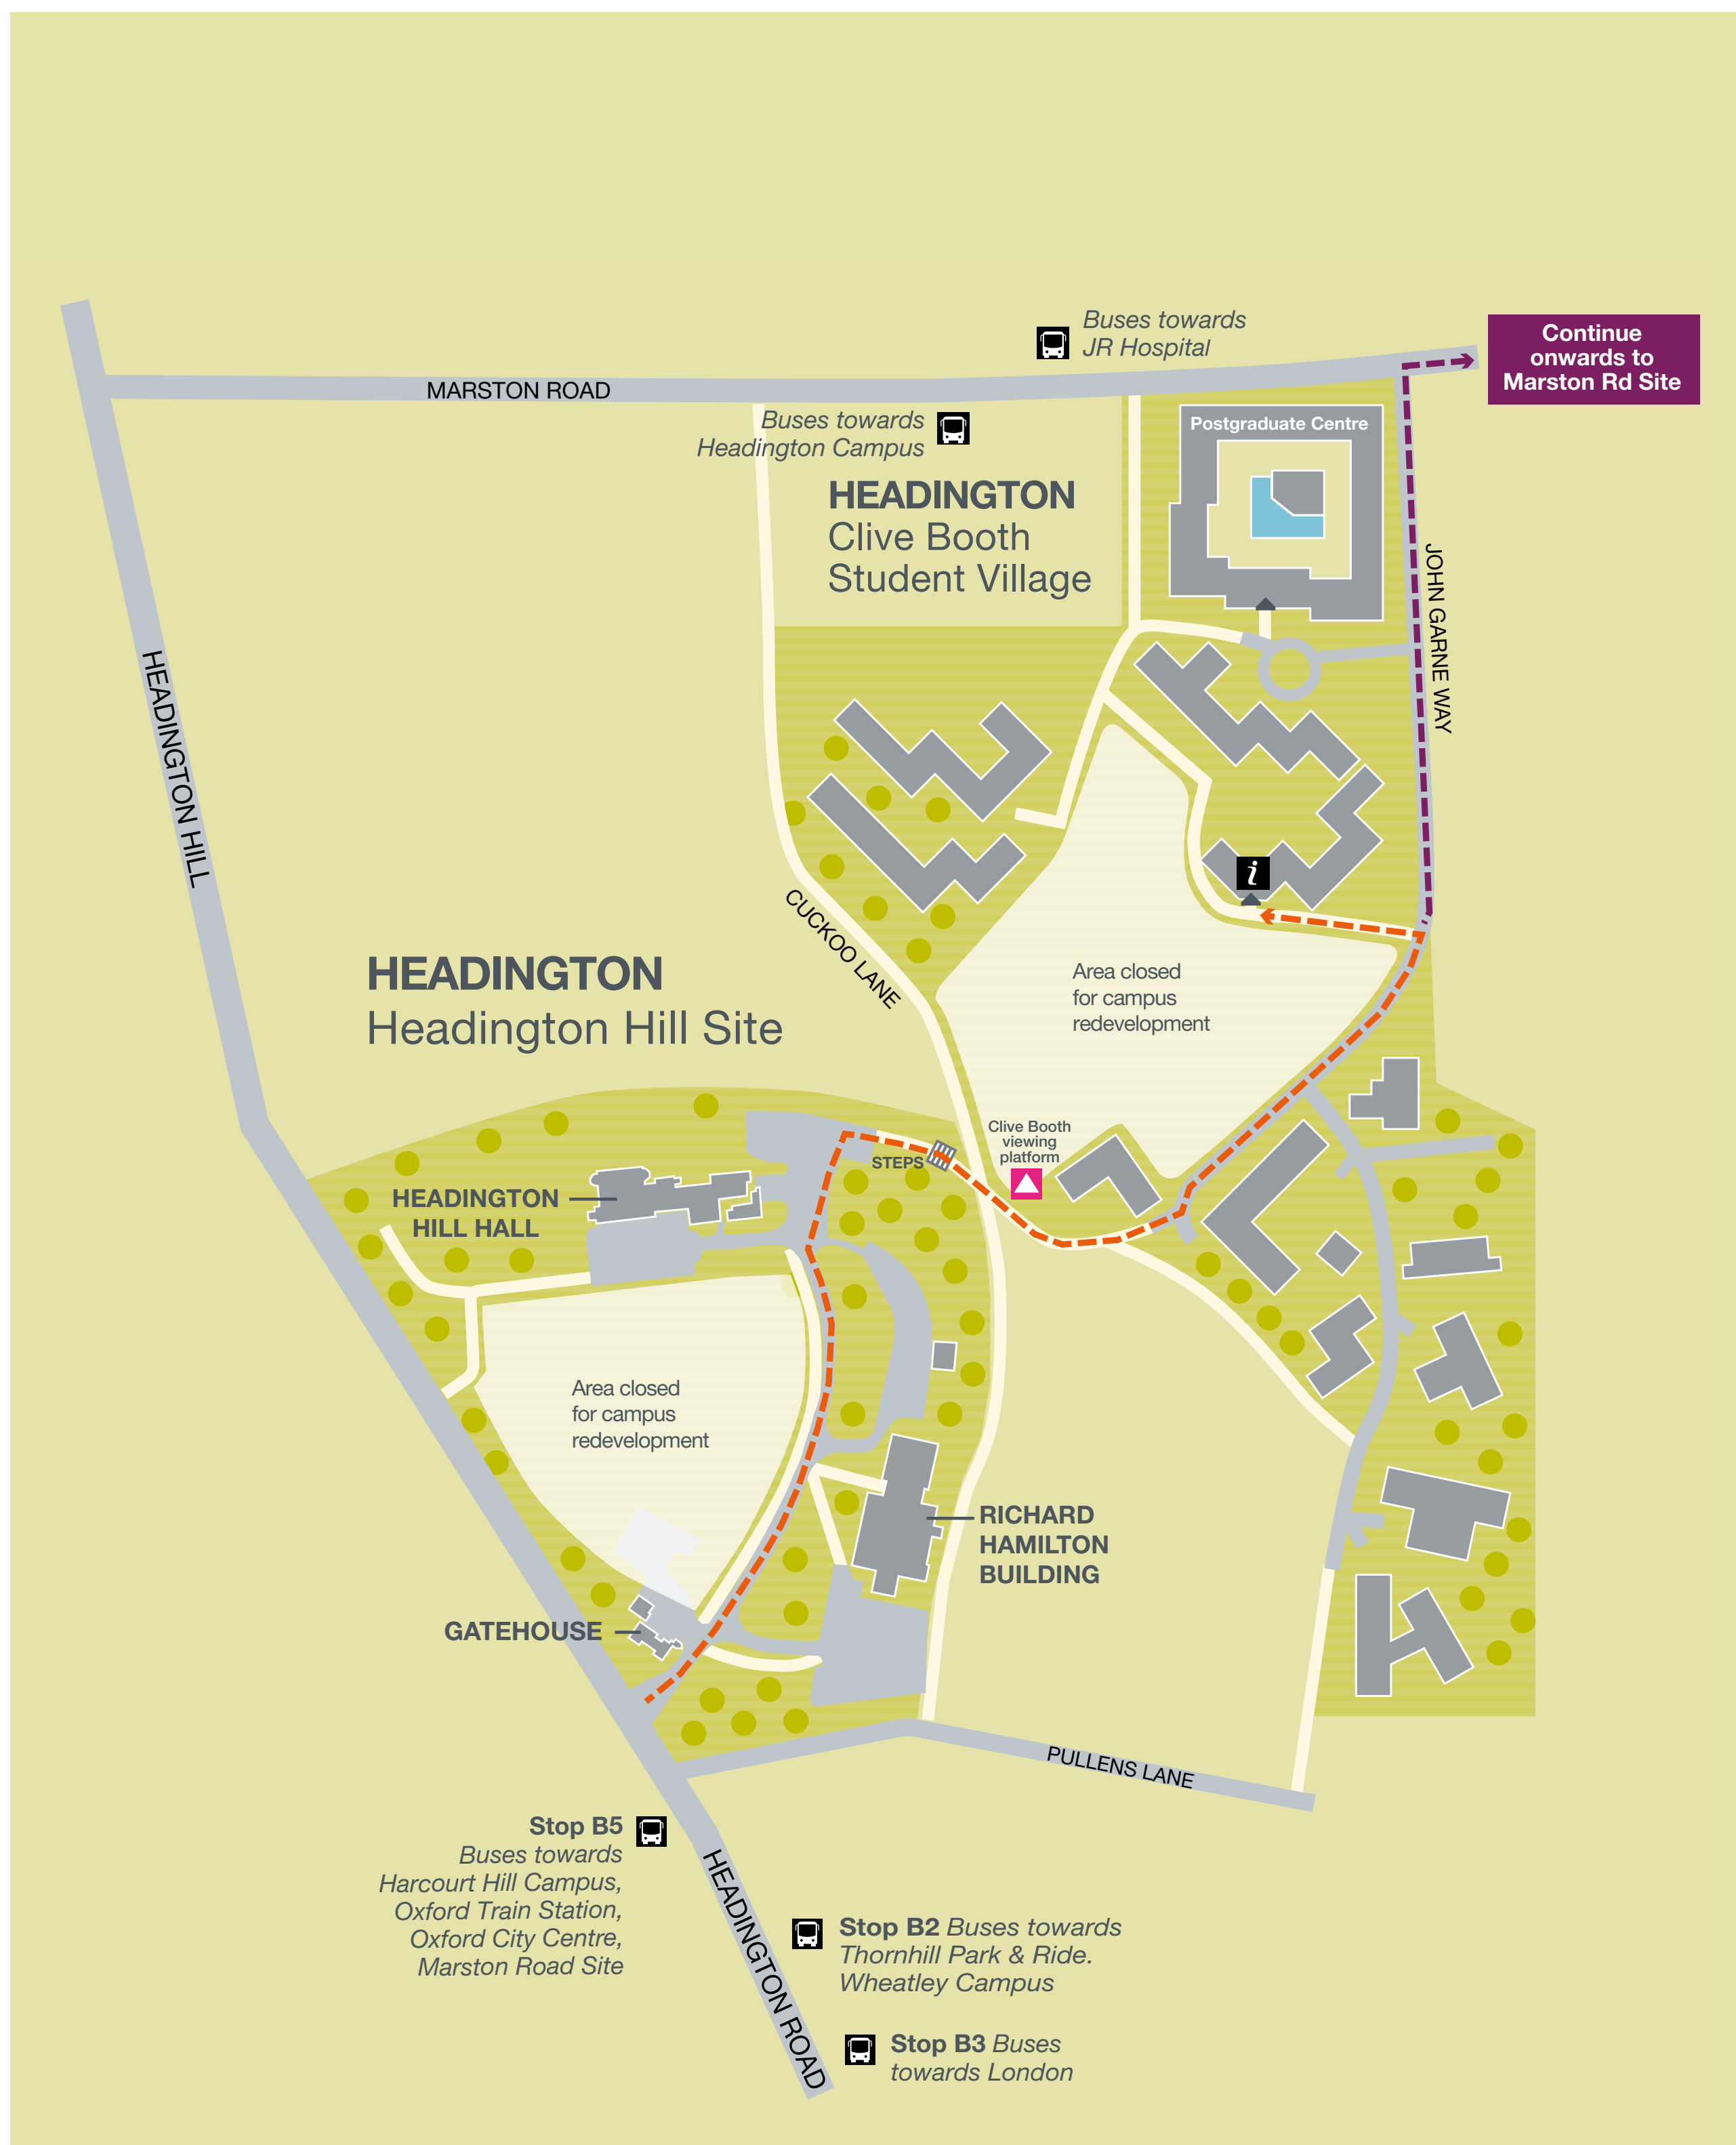 Buses towards
JR Hospital
Continue
onwards to
Marston Rd Site
MARSTON ROAD
Buses towards
Headington Campus
Postgraduate Centre
HEADINGTON
Clive Booth
Student Village
JOHN GARNE WAY
HEADINGTON HILL
i
CUCKOO LANE
HEADINGTON
Headington Hill Site
Area closed
for campus
redevelopment
Clive Booth
viewing
platform
STEPS
HEADINGTON
HILL HALL
Area closed
for campus
redevelopment
RICHARD
HAMILTON
BUILDING
GATEHOUSE
PULLENS LANE
Stop B5
Buses towards
Harcourt Hill Campus,
Oxford Train Station,
Oxford City Centre,
Marston Road Site
HEADINGTON ROAD
Stop B2 Buses towards
Thornhill Park & Ride.
Wheatley Campus
Stop B3 Buses
towards London